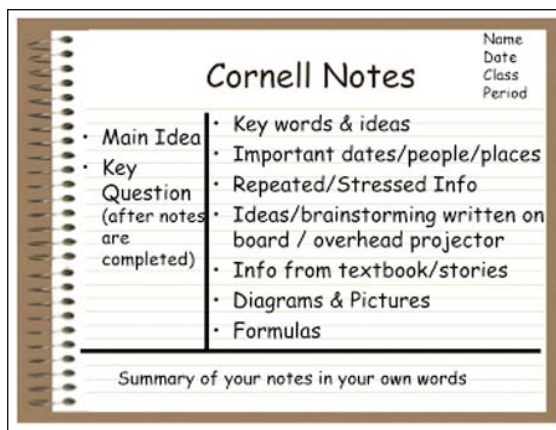 Name
Date
Class
Period
Cornell Notes
• Main Idea
• Key
Question
(after notes
are
completed)
• Key words & ideas
• Important dates/people/places
• Repeated/Stressed Info
• Ideas/brainstorming written on
board / overhead projector
• Info from textbook/stories
• Diagrams & Pictures
• Formulas
Summary of your notes in your own words